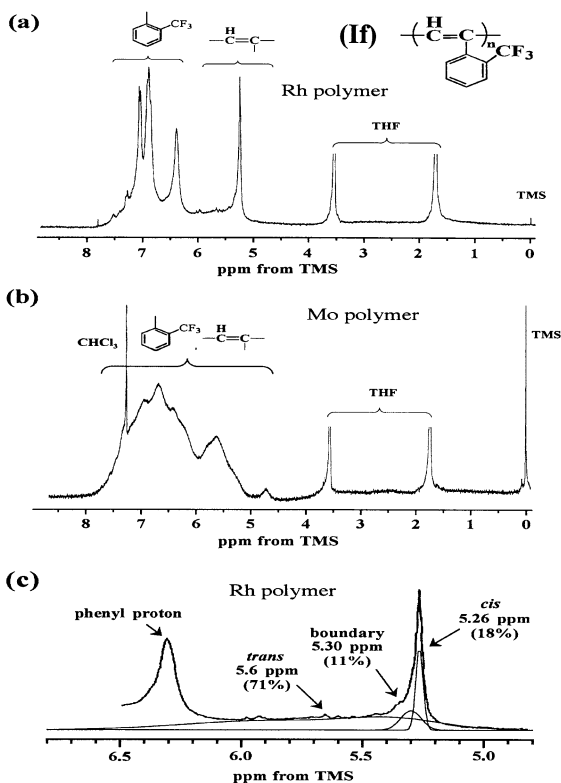 (a)
CF3
H
C=C
(If)
H
C=C
n
CF3
Rh polymer
THF
TMS
8 7 6 5 4 3 2 1 0
ppm from TMS
(b)
Mo polymer
CHCl3
CF3
H
C=C
TMS
THF
8 7 6 5 4 3 2 1 0
ppm from TMS
(c)
Rh polymer
phenyl proton
trans
5.6 ppm
(71%)
boundary
5.30 ppm
(11%)
cis
5.26 ppm
(18%)
6.5 6.0 5.5 5.0
ppm from TMS